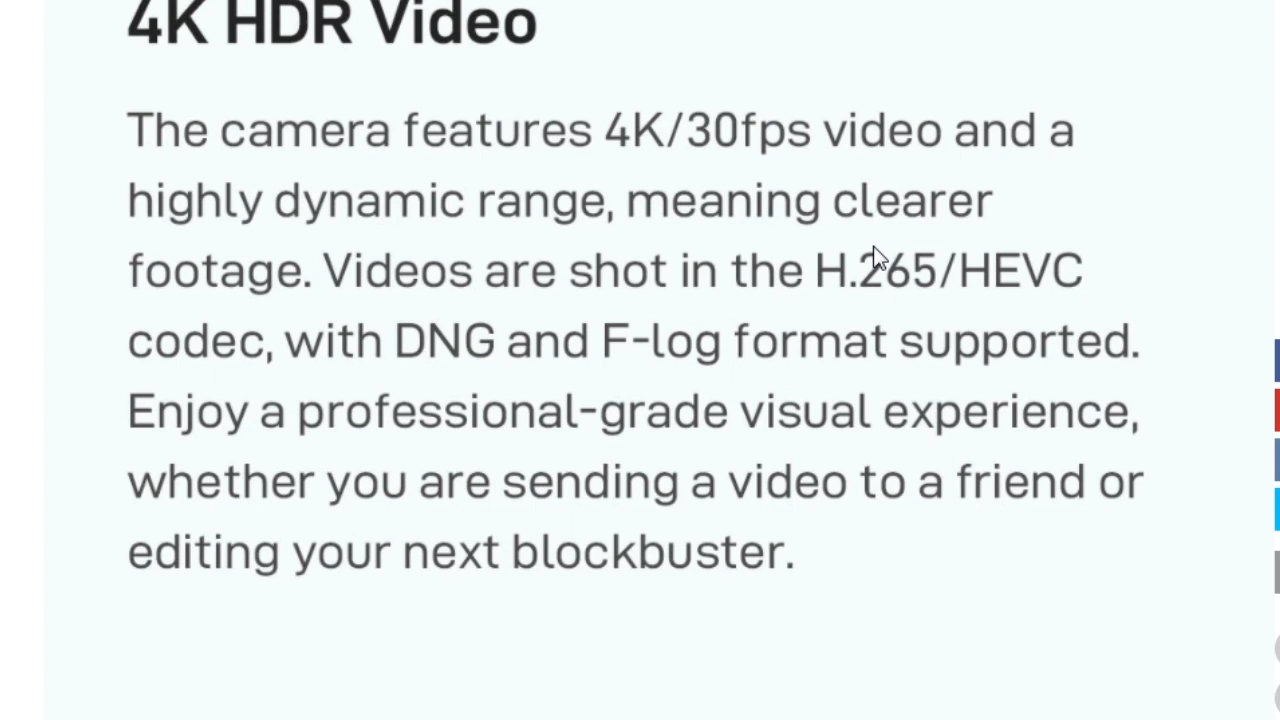 4K HDR Video
The camera features 4K/30fps video and a
highly dynamic range, meaning clearer
footage. Videos are shot in the H.265/HEVC
codec, with DNG and F-log format supported.
Enjoy a professional-grade visual experience,
whether you are sending a video to a friend or
editing your next blockbuster.